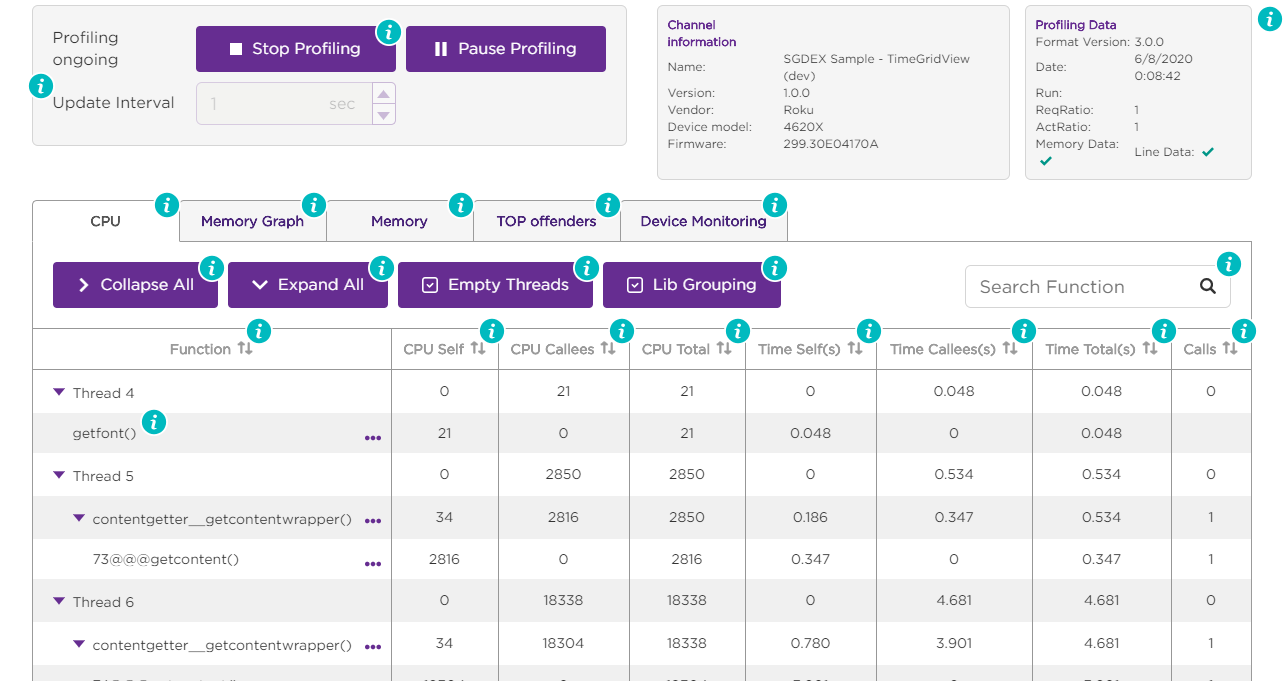 Profiling
ongoing
Stop Profiling
Pause Profiling
Update Interval
1 sec
Channel
information
Name: SGDEX Sample - TimeGridView
(dev)
Version: 1.0.0
Vendor: Roku
Device model: 4620X
Firmware: 299.30E04170A
Profiling Data
Format Version: 3.0.0
Date: 6/8/2020
0:08:42
Run:
ReqRatio: 1
ActRatio: 1
Memory Data:
Line Data:
CPU Memory Graph Memory TOP offenders Device Monitoring
Collapse All Expand All Empty Threads Lib Grouping Search Function
Function CPU Self CPU Callees CPU Total Time Self(s) Time Callees(s) Time Total(s) Calls
Thread 4 0 21 21 0 0.048 0.048 0
getfont() ••• 21 0 21 0.048 0 0.048
Thread 5 0 2850 2850 0 0.534 0.534 0
contentgetter__getcontentwrapper() ••• 34 2816 2850 0.186 0.347 0.534 1
73@@@getcontent() ••• 2816 0 2816 0.347 0 0.347 1
Thread 6 0 18338 18338 0 4.681 4.681 0
contentgetter__getcontentwrapper() ••• 34 18304 18338 0.780 3.901 4.681 1